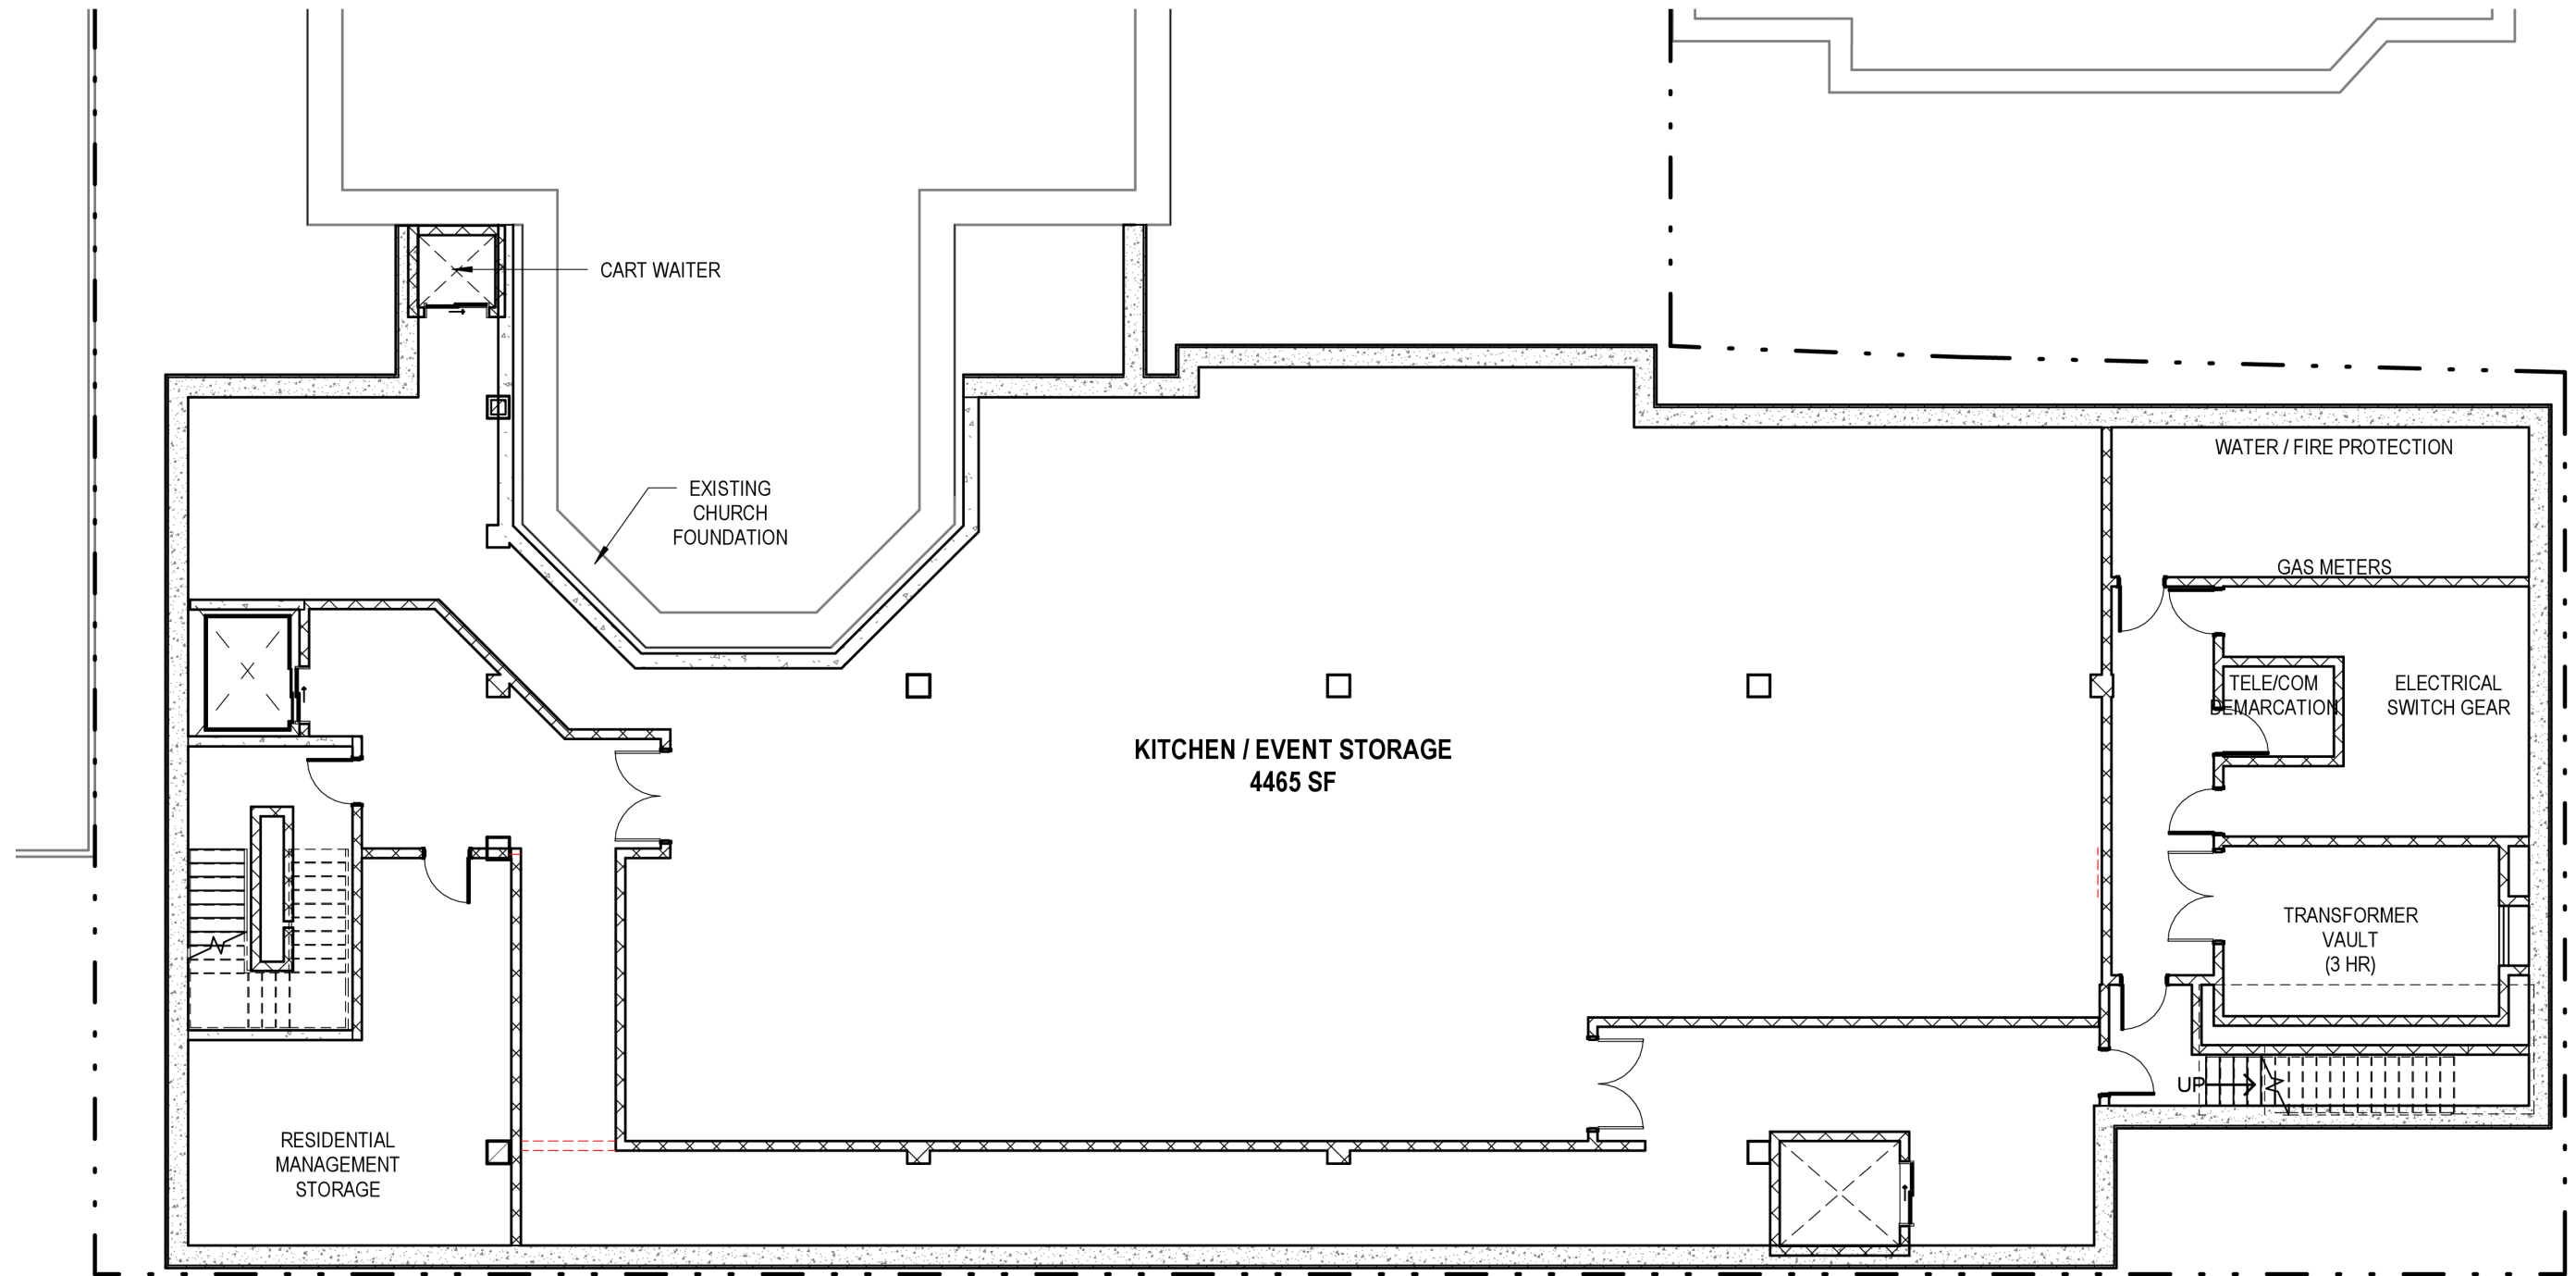 CART WAITER
EXISTING
CHURCH
FOUNDATION
WATER / FIRE PROTECTION
GAS METERS
TELE/COM
DEMARCATION
ELECTRICAL
SWITCH GEAR
KITCHEN / EVENT STORAGE
4465 SF
TRANSFORMER
VAULT
(3 HR)
UP
RESIDENTIAL
MANAGEMENT
STORAGE